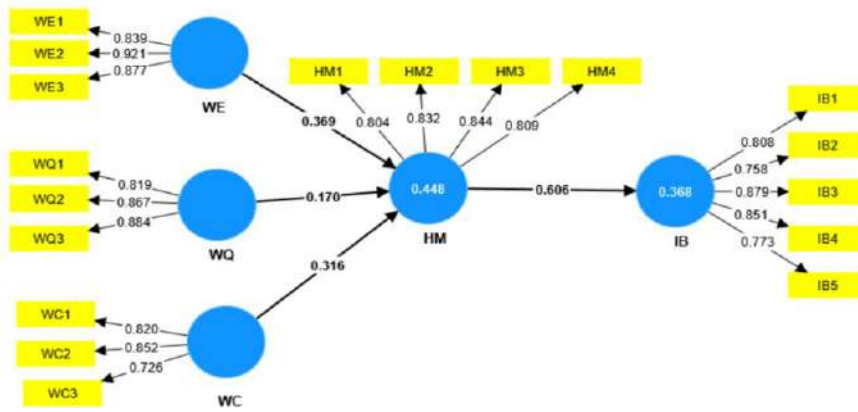 WE1
WE2
WE3
0.839
0.921
0.877
WE
HM1
HM2
HM3
HM4
0.804
0.832
0.844
0.809
0.369
WQ1
WQ2
WQ3
0.819
0.867
0.884
WQ
0.170
0.448
HM
0.606
0.368
IB
IB1
IB2
IB3
IB4
IB5
0.808
0.758
0.879
0.851
0.773
0.316
WC1
WC2
WC3
0.820
0.852
0.726
WC